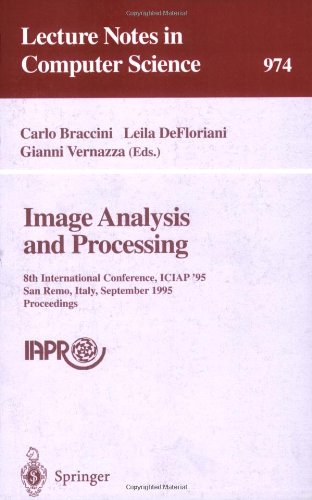 Lecture Notes in
Computer Science 974
Carlo Braccini Leila DeFloriani
Gianni Vernazza (Eds.)
Image Analysis
and Processing
8th International Conference, ICIAP '95
San Remo, Italy, September 1995
Proceedings
IAPR
Springer